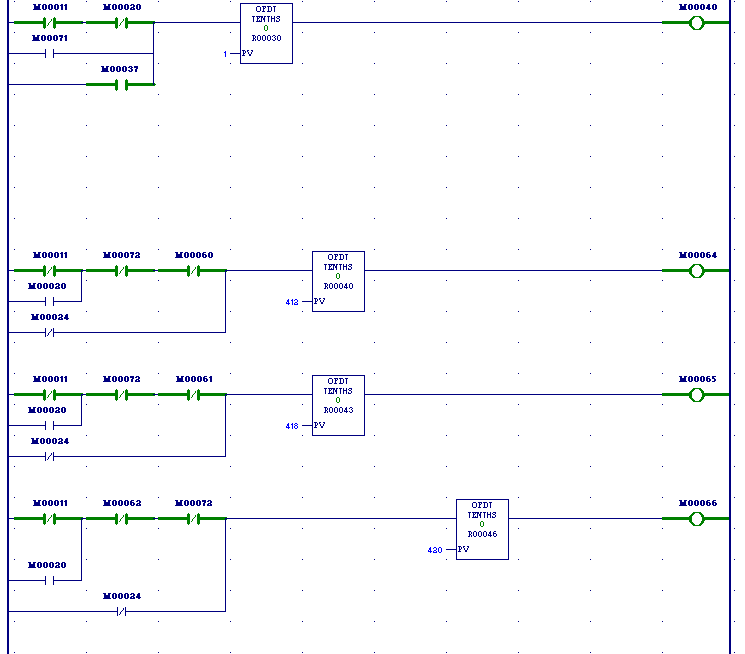 M00011 M00020 OFDT M00040
TENTHS
0
M00071 R00030
1 PV
M00037
M00011 M00072 M00060 OFDT M00064
TENTHS
0
M00020 R00040
412 PV
M00024
M00011 M00072 M00061 OFDT M00065
TENTHS
0
M00020 R00043
418 PV
M00024
M00011 M00062 M00072 OFDT M00066
TENTHS
0
R00046
420 PV
M00020
M00024